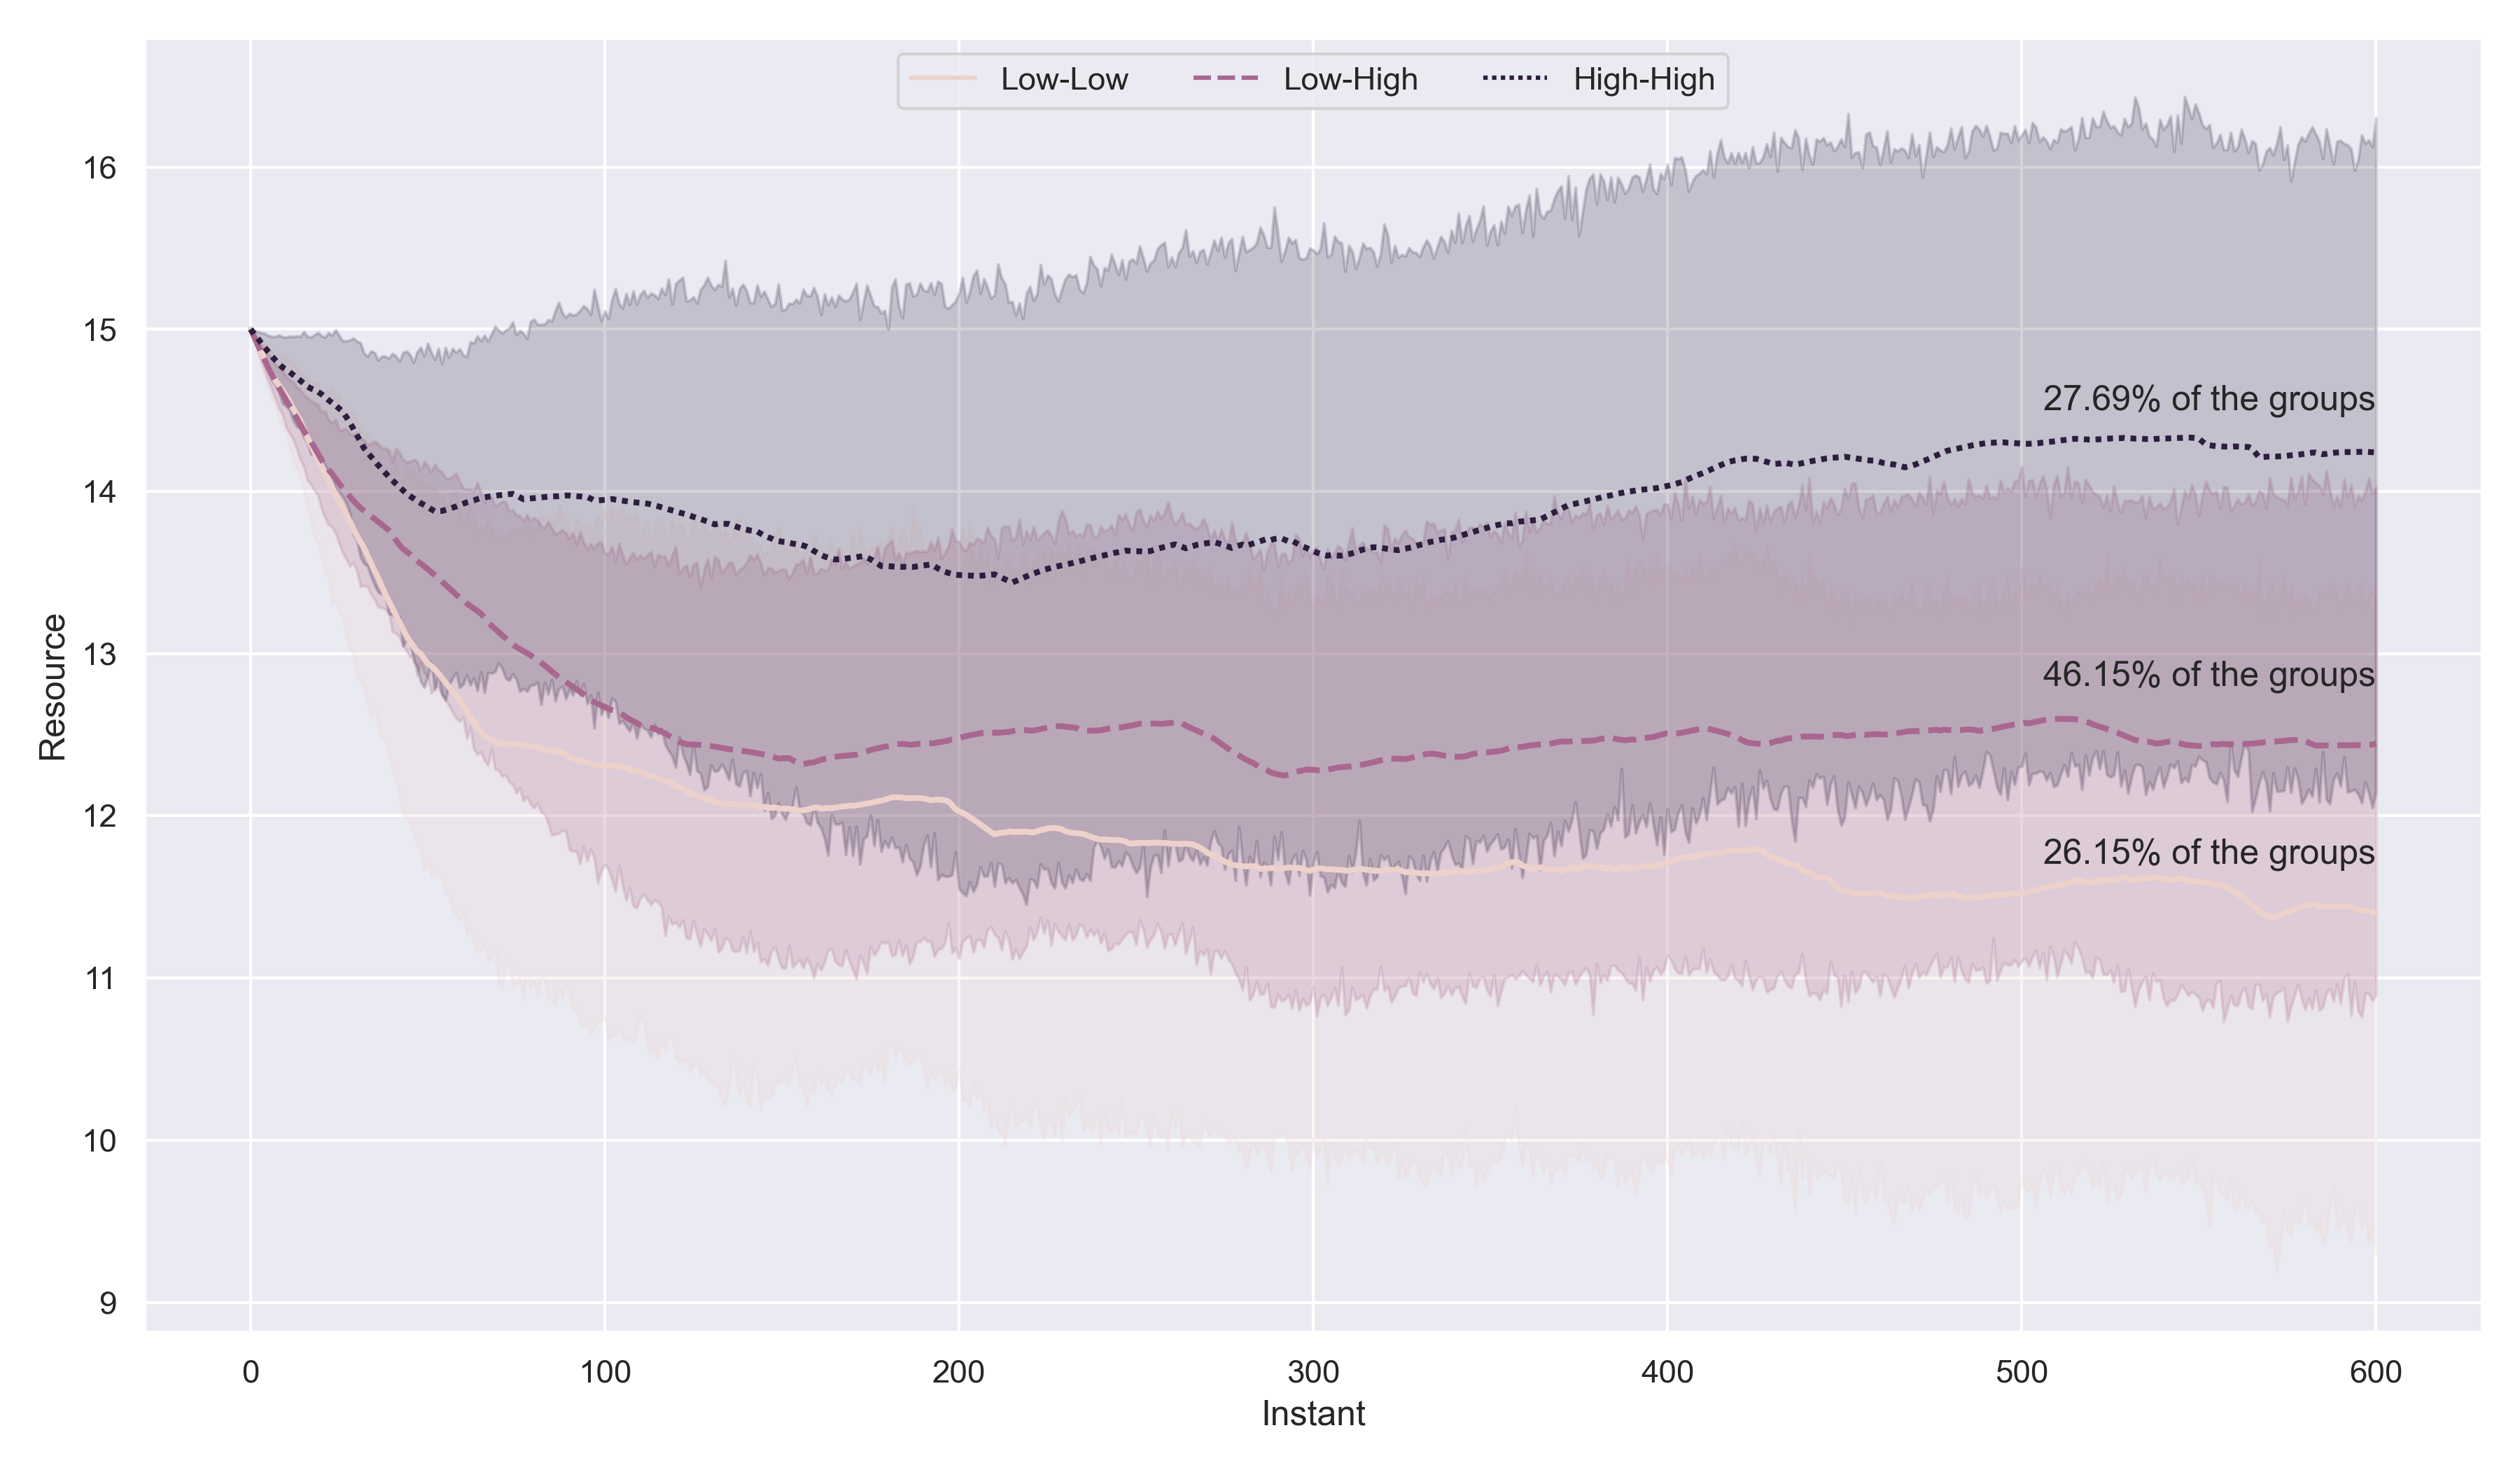 Low-Low Low-High High-High
16
15
27.69% of the groups
14
13
46.15% of the groups
12
26.15% of the groups
11
10
9
Resource
0 100 200 300 400 500 600
Instant